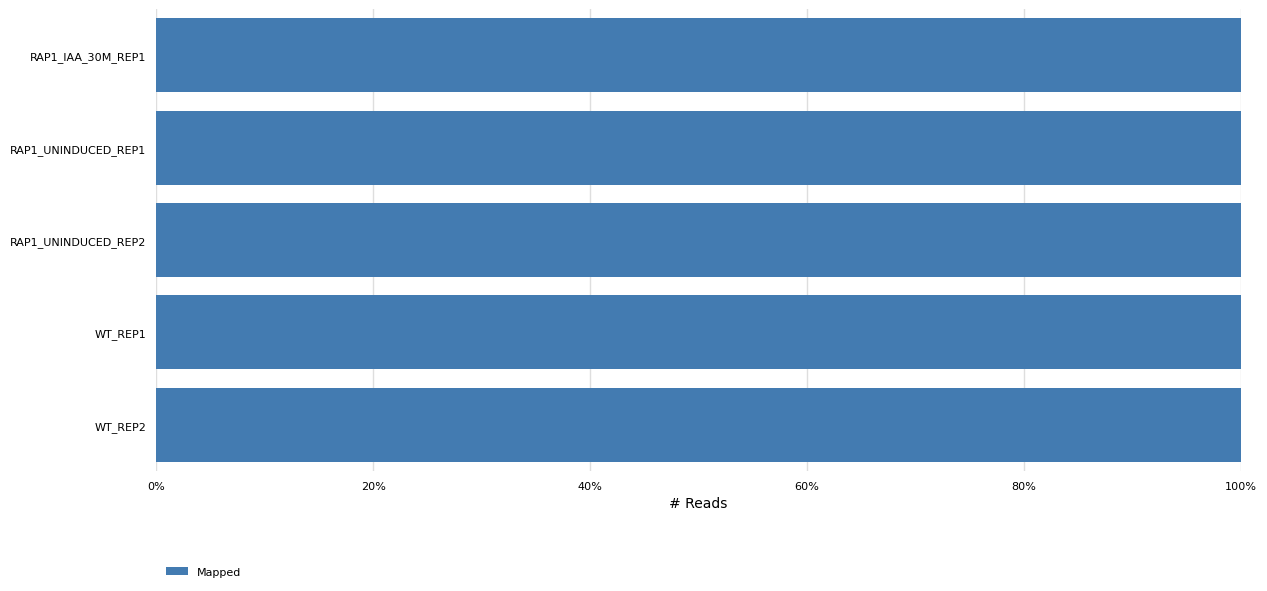 RAP1_IAA_30M_REP1
RAP1_UNINDUCED_REP1
RAP1_UNINDUCED_REP2
WT_REP1
WT_REP2
0% 20% 40% 60% 80% 100%
# Reads
Mapped